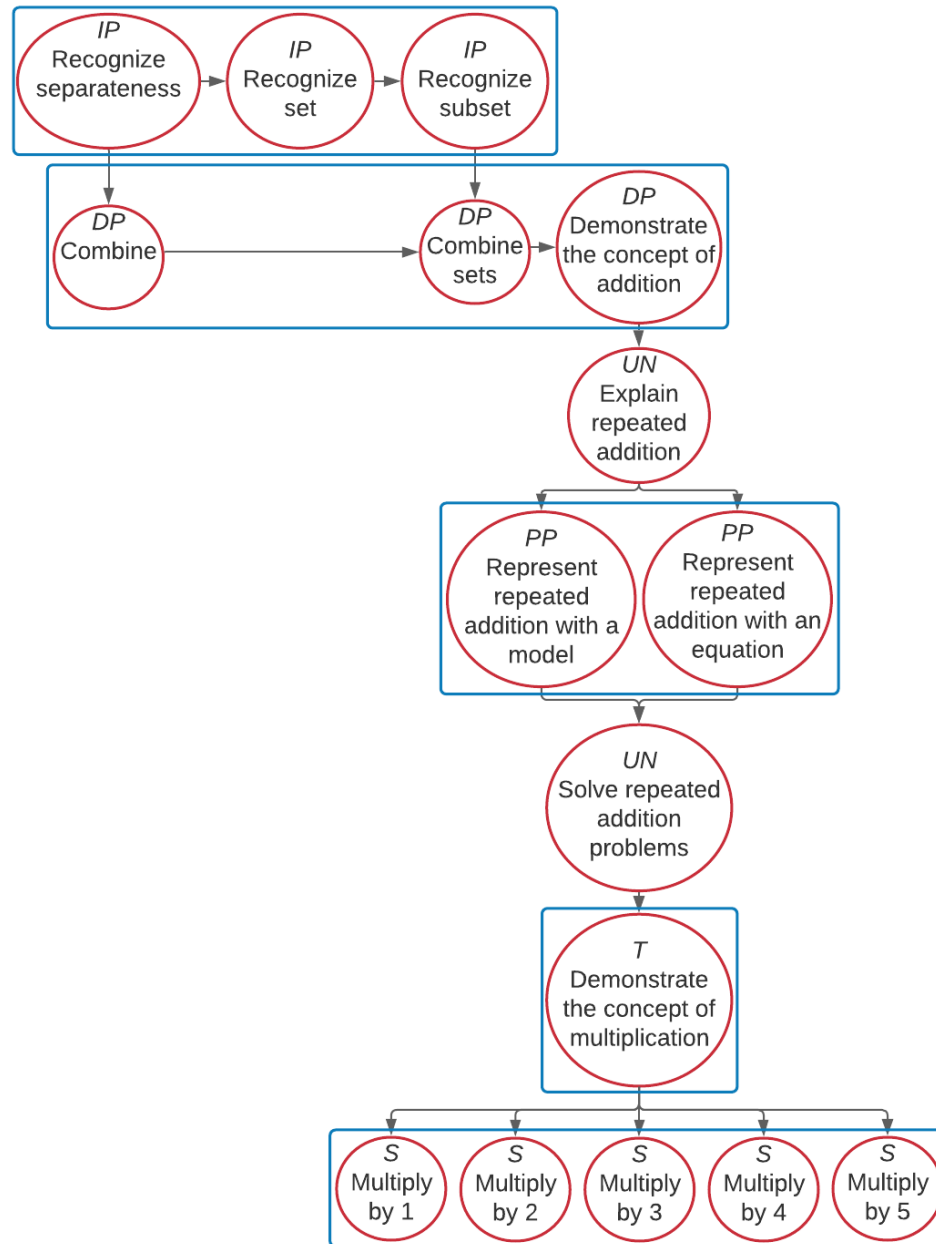 IP
Recognize
separateness
IP
Recognize
set
IP
Recognize
subset
DP
Combine
DP
Combine
sets
DP
Demonstrate
the concept of
addition
UN
Explain
repeated
addition
PP
Represent
repeated
addition with a
model
PP
Represent
repeated
addition with an
equation
UN
Solve repeated
addition
problems
T
Demonstrate
the concept of
multiplication
S
Multiply
by 1
S
Multiply
by 2
S
Multiply
by 3
S
Multiply
by 4
S
Multiply
by 5